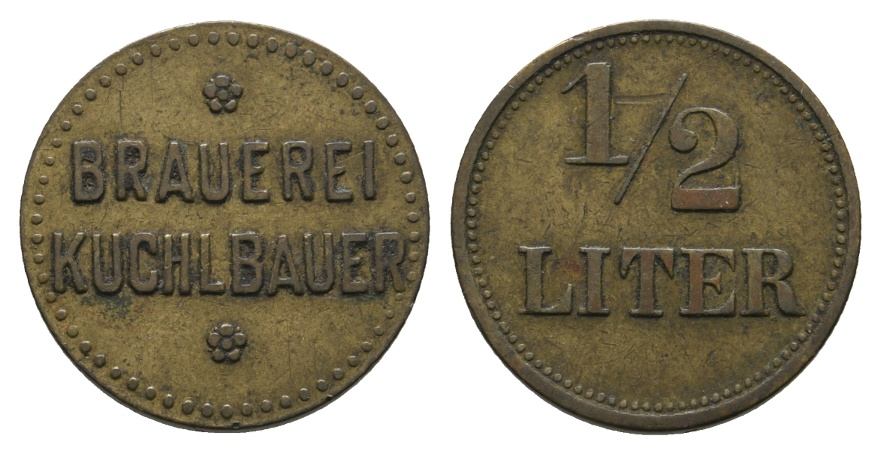 BRAUEREI
KUCHLBAUER
1/2
LITER